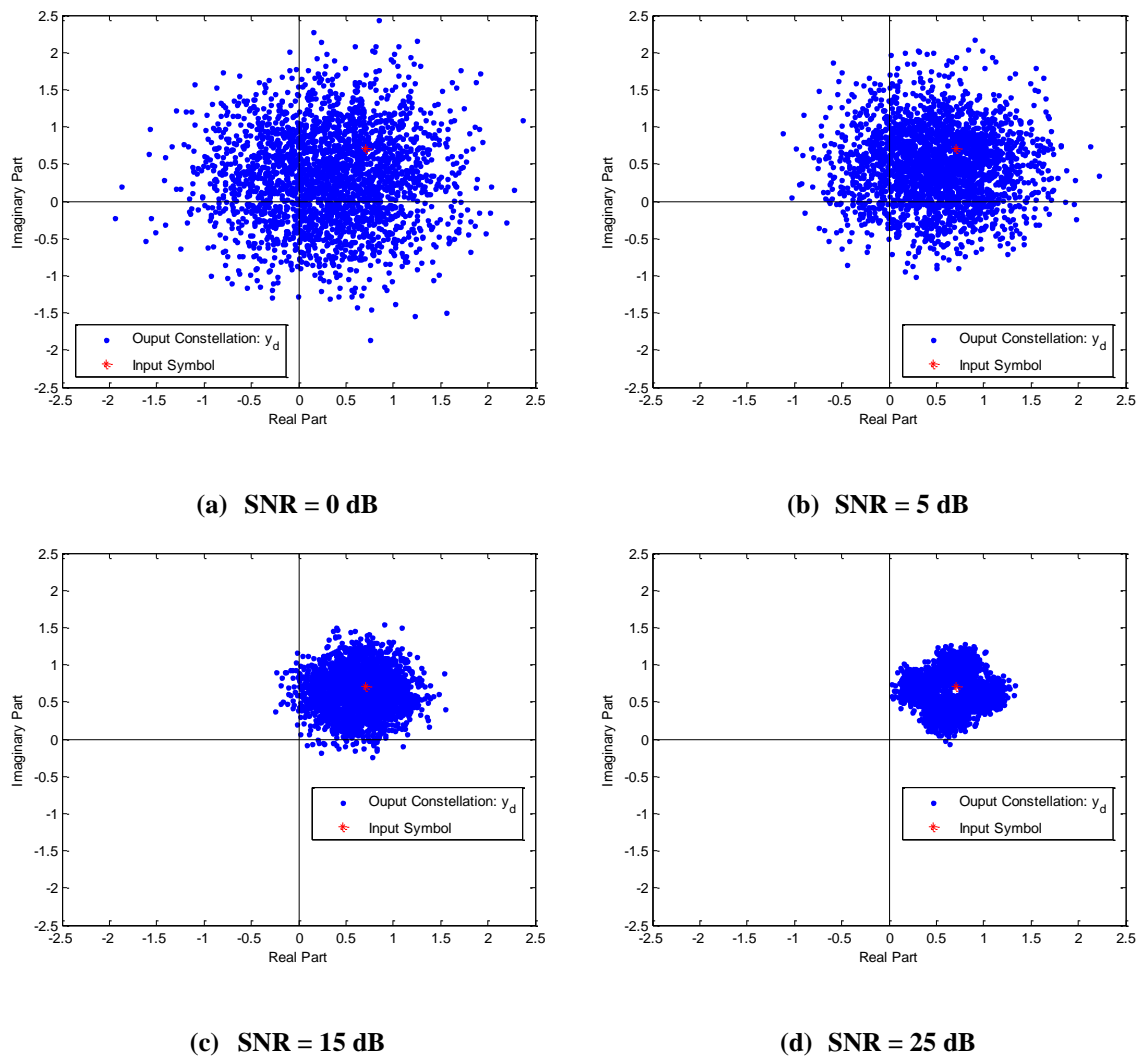 2.5
2
1.5
1
0.5
0
-0.5
-1
-1.5
-2
-2.5
Imaginary Part
Ouput Constellation: y_d
Input Symbol
-2.5 -2 -1.5 -1 -0.5 0 0.5 1 1.5 2 2.5
Real Part
(a) SNR = 0 dB
2.5
2
1.5
1
0.5
0
-0.5
-1
-1.5
-2
-2.5
Imaginary Part
Ouput Constellation: y_d
Input Symbol
-2.5 -2 -1.5 -1 -0.5 0 0.5 1 1.5 2 2.5
Real Part
(b) SNR = 5 dB
2.5
2
1.5
1
0.5
0
-0.5
-1
-1.5
-2
-2.5
Imaginary Part
Ouput Constellation: y_d
Input Symbol
-2.5 -2 -1.5 -1 -0.5 0 0.5 1 1.5 2 2.5
Real Part
(c) SNR = 15 dB
2.5
2
1.5
1
0.5
0
-0.5
-1
-1.5
-2
-2.5
Imaginary Part
Ouput Constellation: y_d
Input Symbol
-2.5 -2 -1.5 -1 -0.5 0 0.5 1 1.5 2 2.5
Real Part
(d) SNR = 25 dB